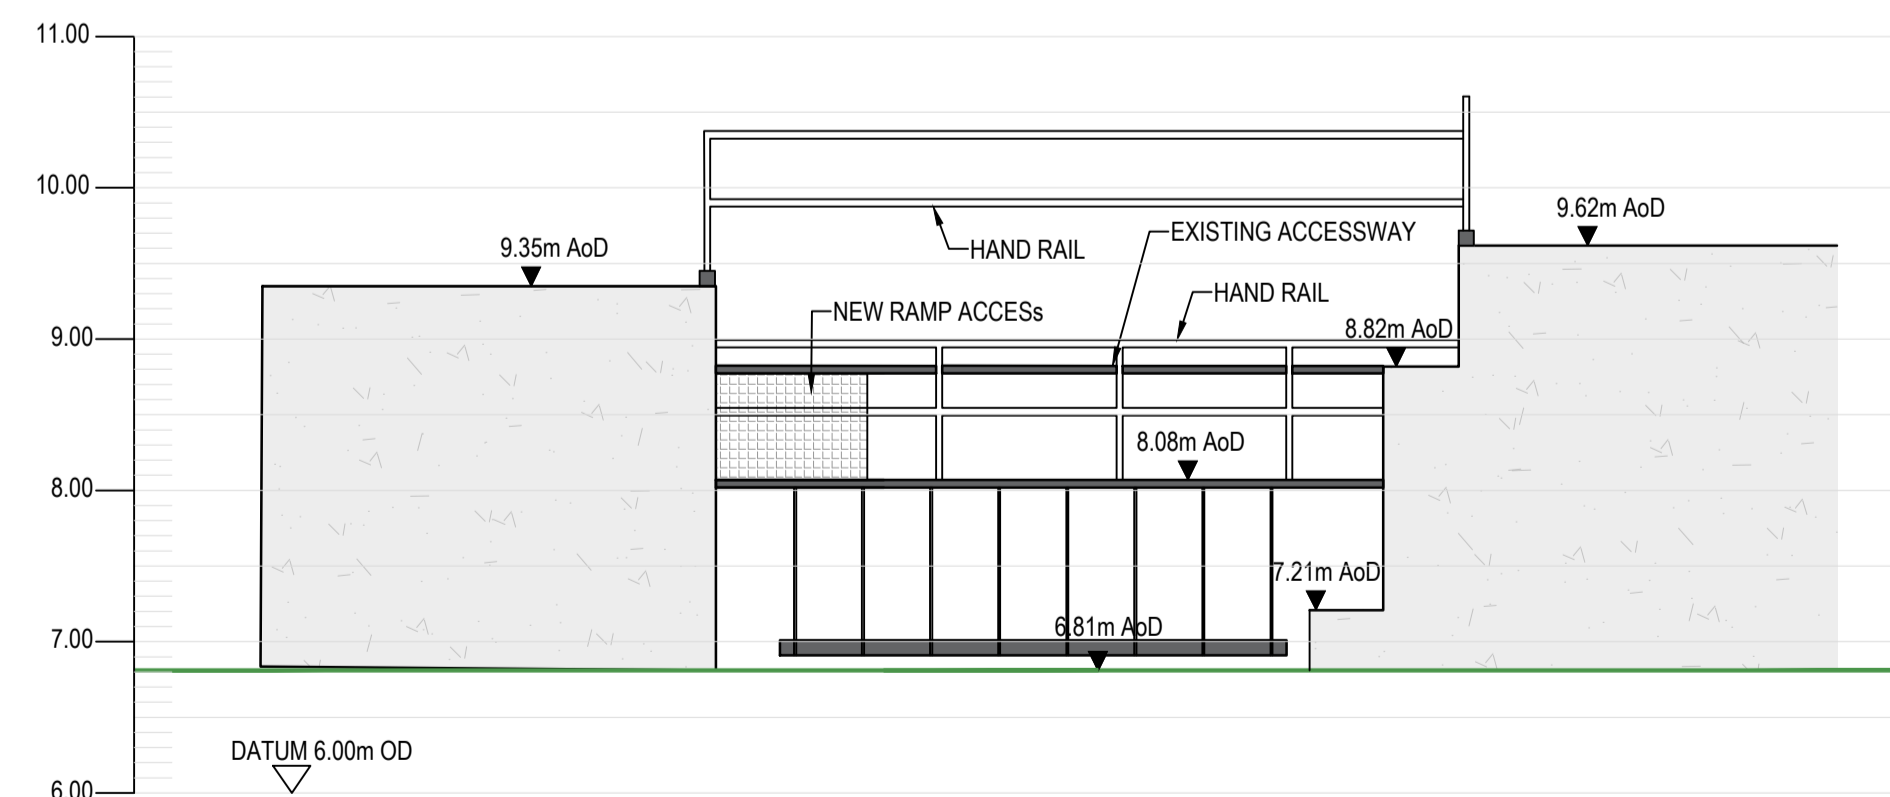 11.00
10.00
9.62m AoD
EXISTING ACCESSWAY
9.35m AoD
HAND RAIL
HAND RAIL
NEW RAMP ACCESs
8.82m AoD
9.00
8.08m AoD
8.00
7.21m AoD
6.81m AoD
7.00
DATUM 6.00m OD
6.00